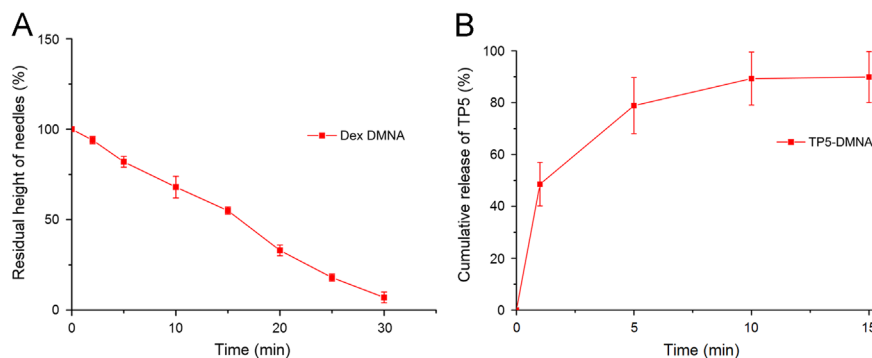 A
150
100
50
0
0
10
20
30
Residual height of needles (%)
Time (min)
Dex DMNA
B
100
80
60
40
20
0
0
5
10
15
Cumulative release of TP5 (%)
Time (min)
TP5-DMNA